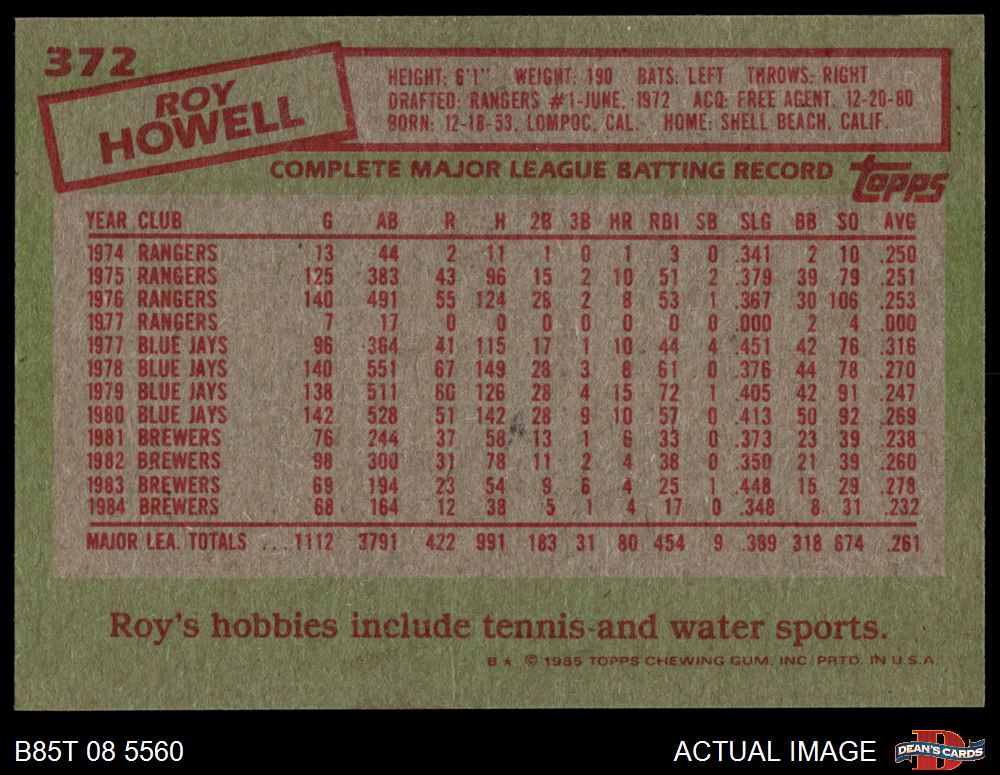 372
ROY
HOWELL
HEIGHT: 6'1" WEIGHT: 190 BATS: LEFT THROWS: RIGHT
DRAFTED: RANGERS #1-JUNE, 1972 ACQ: FREE AGENT, 12-20-80
BORN: 12-18-53, LOMPOC, CAL. HOME: SHELL BEACH, CALIF.
COMPLETE MAJOR LEAGUE BATTING RECORD
topps
YEAR CLUB G AB R H 2B 3B HR RBI SB SLG BB SO AVG
1974 RANGERS 13 44 2 11 1 0 1 3 0 .341 2 10 .250
1975 RANGERS 125 383 43 96 15 2 10 51 2 .379 39 79 .251
1976 RANGERS 140 491 55 124 28 2 8 53 1 .367 30 106 .253
1977 RANGERS 7 17 0 0 0 0 0 0 0 .000 2 4 .000
1977 BLUE JAYS 96 364 41 115 17 1 10 44 4 .451 42 76 .316
1978 BLUE JAYS 140 551 67 149 28 3 8 61 0 .376 44 78 .270
1979 BLUE JAYS 138 511 60 126 28 4 15 72 1 .405 42 91 .247
1980 BLUE JAYS 142 528 51 142 28 9 10 57 0 .413 50 92 .269
1981 BREWERS 76 244 37 58 13 1 6 33 0 .373 23 39 .238
1982 BREWERS 98 300 31 78 11 2 4 38 0 .350 21 39 .260
1983 BREWERS 69 194 23 54 9 6 4 25 1 .448 15 29 .278
1984 BREWERS 68 164 12 38 5 1 4 17 0 .348 8 31 .232
MAJOR LEA. TOTALS ...1112 3791 422 991 183 31 80 454 9 .389 318 674 .261
Roy's hobbies include tennis and water sports.
B★ © 1985 TOPPS CHEWING GUM, INC. PRTD. IN U.S.A.
B85T 08 5560
ACTUAL IMAGE
DEAN'S CARDS